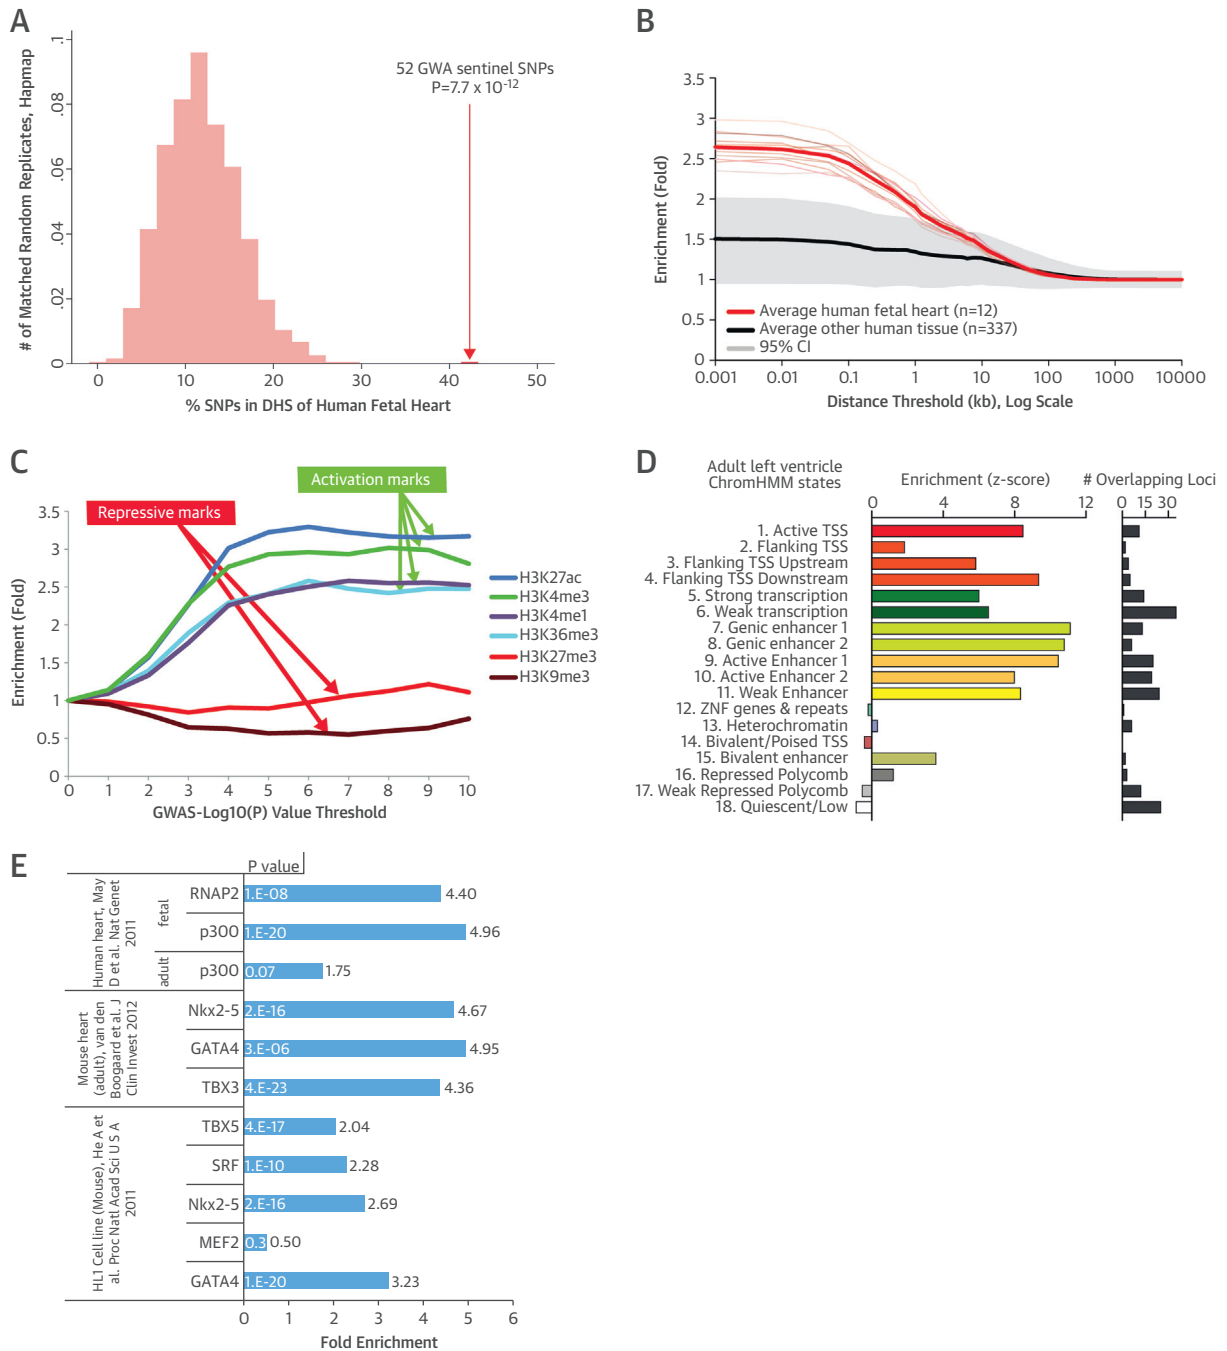 A
# of Matched Random Replicates, Hapmap
.1
.08
.06
.04
.02
0
52 GWA sentinel SNPs
P=7.7 x 10-12
0 10 20 30 40 50
% SNPs in DHS of Human Fetal Heart
B
Enrichment (Fold)
3.5
3
2.5
2
1.5
1
0.5
0
Average human fetal heart (n=12)
Average other human tissue (n=337)
95% CI
0.001 0.01 0.1 1 10 100 1000 10000
Distance Threshold (kb), Log Scale
C
Activation marks
Repressive marks
Enrichment (Fold)
3.5
3
2.5
2
1.5
1
0.5
0
H3K27ac
H3K4me3
H3K4me1
H3K36me3
H3K27me3
H3K9me3
0 1 2 3 4 5 6 7 8 9 10
GWAS-Log10(P) Value Threshold
D
Adult left ventricle
ChromHMM states
Enrichment (z-score)
# Overlapping Loci
0 4 8 12
0 15 30
1. Active TSS
2. Flanking TSS
3. Flanking TSS Upstream
4. Flanking TSS Downstream
5. Strong transcription
6. Weak transcription
7. Genic enhancer 1
8. Genic enhancer 2
9. Active Enhancer 1
10. Active Enhancer 2
11. Weak Enhancer
12. ZNF genes & repeats
13. Heterochromatin
14. Bivalent/Poised TSS
15. Bivalent enhancer
16. Repressed Polycomb
17. Weak Repressed Polycomb
18. Quiescent/Low
E
P value
Human heart, May
D et al. Nat Genet
2011
fetal
adult
RNAP2 1.E-08 4.40
p300 1.E-20 4.96
p300 0.07 1.75
Mouse heart
(adult), van den
Boogaard et al. J
Clin Invest 2012
Nkx2-5 2.E-16 4.67
GATA4 3.E-06 4.95
TBX3 4.E-23 4.36
HL1 Cell line (Mouse), He A et
al. Proc Natl Acad Sci U S A
2011
TBX5 4.E-17 2.04
SRF 1.E-10 2.28
Nkx2-5 2.E-16 2.69
MEF2 0.3 0.50
GATA4 1.E-20 3.23
0 1 2 3 4 5 6
Fold Enrichment